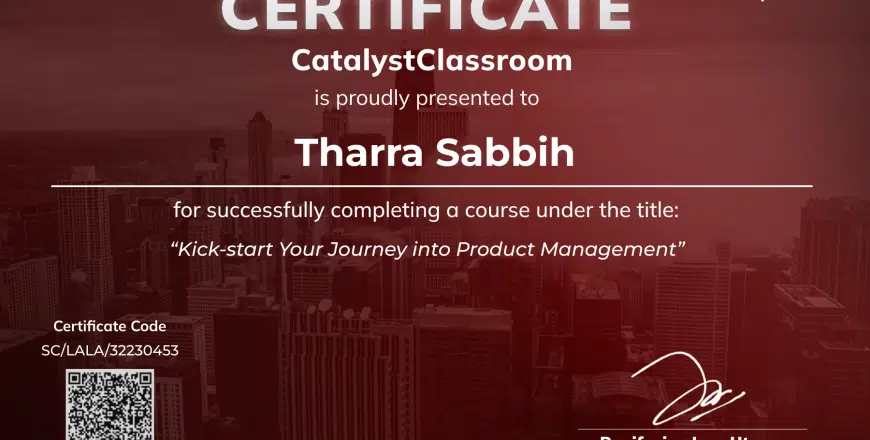 CERTIFICATE
CatalystClassroom
is proudly presented to
Tharra Sabbih
for successfully completing a course under the title:
“Kick-start Your Journey into Product Management”
Certificate Code
SC/LALA/32230453